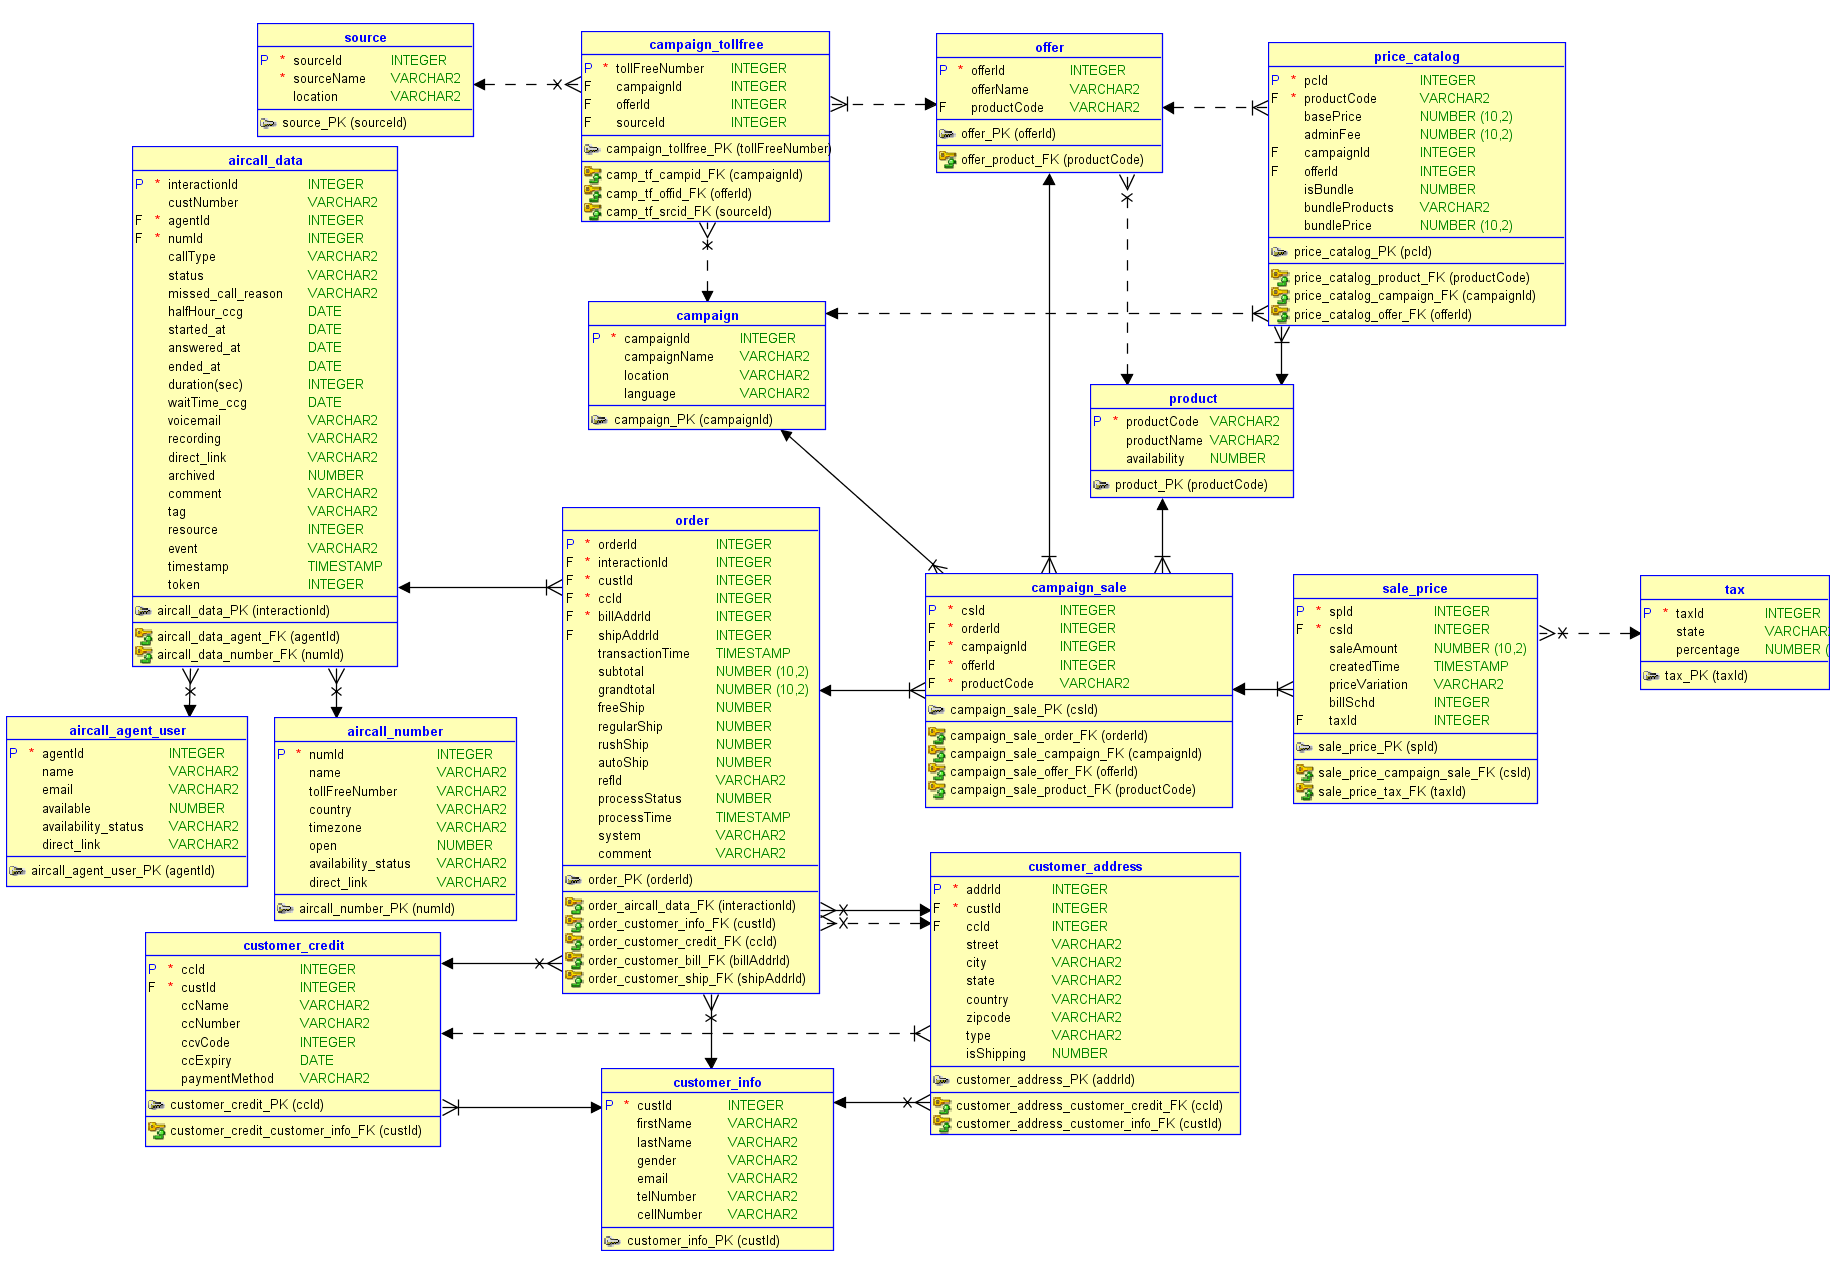 source
P * sourceId INTEGER
* sourceName VARCHAR2
location VARCHAR2
source_PK (sourceId)
campaign_tollfree
P * tollFreeNumber INTEGER
F campaignId INTEGER
F offerId INTEGER
F sourceId INTEGER
campaign_tollfree_PK (tollFreeNumber)
camp_tf_campid_FK (campaignId)
camp_tf_offid_FK (offerId)
camp_tf_srcid_FK (sourceId)
offer
P * offerId INTEGER
offerName VARCHAR2
F productCode VARCHAR2
offer_PK (offerId)
offer_product_FK (productCode)
price_catalog
P * pcId INTEGER
F * productCode VARCHAR2
basePrice NUMBER (10,2)
adminFee NUMBER (10,2)
F campaignId INTEGER
F offerId INTEGER
isBundle NUMBER
bundleProducts VARCHAR2
bundlePrice NUMBER (10,2)
price_catalog_PK (pcId)
price_catalog_product_FK (productCode)
price_catalog_campaign_FK (campaignId)
price_catalog_offer_FK (offerId)
aircall_data
P * interactionId INTEGER
custNumber VARCHAR2
F * agentId INTEGER
F * numId INTEGER
callType VARCHAR2
status VARCHAR2
missed_call_reason VARCHAR2
halfHour_ccg DATE
started_at DATE
answered_at DATE
ended_at DATE
duration(sec) INTEGER
waitTime_ccg DATE
voicemail VARCHAR2
recording VARCHAR2
direct_link VARCHAR2
archived NUMBER
comment VARCHAR2
tag VARCHAR2
resource INTEGER
event VARCHAR2
timestamp TIMESTAMP
token INTEGER
aircall_data_PK (interactionId)
aircall_data_agent_FK (agentId)
aircall_data_number_FK (numId)
campaign
P * campaignId INTEGER
campaignName VARCHAR2
location VARCHAR2
language VARCHAR2
campaign_PK (campaignId)
product
P * productCode VARCHAR2
productName VARCHAR2
availability NUMBER
product_PK (productCode)
order
P * orderId INTEGER
F * interactionId INTEGER
F * custId INTEGER
F * ccId INTEGER
F * billAddrId INTEGER
F shipAddrId INTEGER
transactionTime TIMESTAMP
subtotal NUMBER (10,2)
grandtotal NUMBER (10,2)
freeShip NUMBER
regularShip NUMBER
rushShip NUMBER
autoShip NUMBER
refId VARCHAR2
processStatus NUMBER
processTime TIMESTAMP
system VARCHAR2
comment VARCHAR2
order_PK (orderId)
order_aircall_data_FK (interactionId)
order_customer_info_FK (custId)
order_customer_credit_FK (ccId)
order_customer_bill_FK (billAddrId)
order_customer_ship_FK (shipAddrId)
campaign_sale
P * csId INTEGER
F * orderId INTEGER
F * campaignId INTEGER
F * offerId INTEGER
F * productCode VARCHAR2
campaign_sale_PK (csId)
campaign_sale_order_FK (orderId)
campaign_sale_campaign_FK (campaignId)
campaign_sale_offer_FK (offerId)
campaign_sale_product_FK (productCode)
sale_price
P * spId INTEGER
F * csId INTEGER
saleAmount NUMBER (10,2)
createdTime TIMESTAMP
priceVariation VARCHAR2
billSchd INTEGER
F taxId INTEGER
sale_price_PK (spId)
sale_price_campaign_sale_FK (csId)
sale_price_tax_FK (taxId)
tax
P * taxId INTEGER
state VARCHAR
percentage NUMBER (
tax_PK (taxId)
aircall_agent_user
P * agentId INTEGER
name VARCHAR2
email VARCHAR2
available NUMBER
availability_status VARCHAR2
direct_link VARCHAR2
aircall_agent_user_PK (agentId)
aircall_number
P * numId INTEGER
name VARCHAR2
tollFreeNumber VARCHAR2
country VARCHAR2
timezone VARCHAR2
open NUMBER
availability_status VARCHAR2
direct_link VARCHAR2
aircall_number_PK (numId)
customer_address
P * addrId INTEGER
F * custId INTEGER
F ccId INTEGER
street VARCHAR2
city VARCHAR2
state VARCHAR2
country VARCHAR2
zipcode VARCHAR2
type VARCHAR2
isShipping NUMBER
customer_address_PK (addrId)
customer_address_customer_credit_FK (ccId)
customer_address_customer_info_FK (custId)
customer_credit
P * ccId INTEGER
F * custId INTEGER
ccName VARCHAR2
ccNumber VARCHAR2
ccvCode INTEGER
ccExpiry DATE
paymentMethod VARCHAR2
customer_credit_PK (ccId)
customer_credit_customer_info_FK (custId)
customer_info
P * custId INTEGER
firstName VARCHAR2
lastName VARCHAR2
gender VARCHAR2
email VARCHAR2
telNumber VARCHAR2
cellNumber VARCHAR2
customer_info_PK (custId)